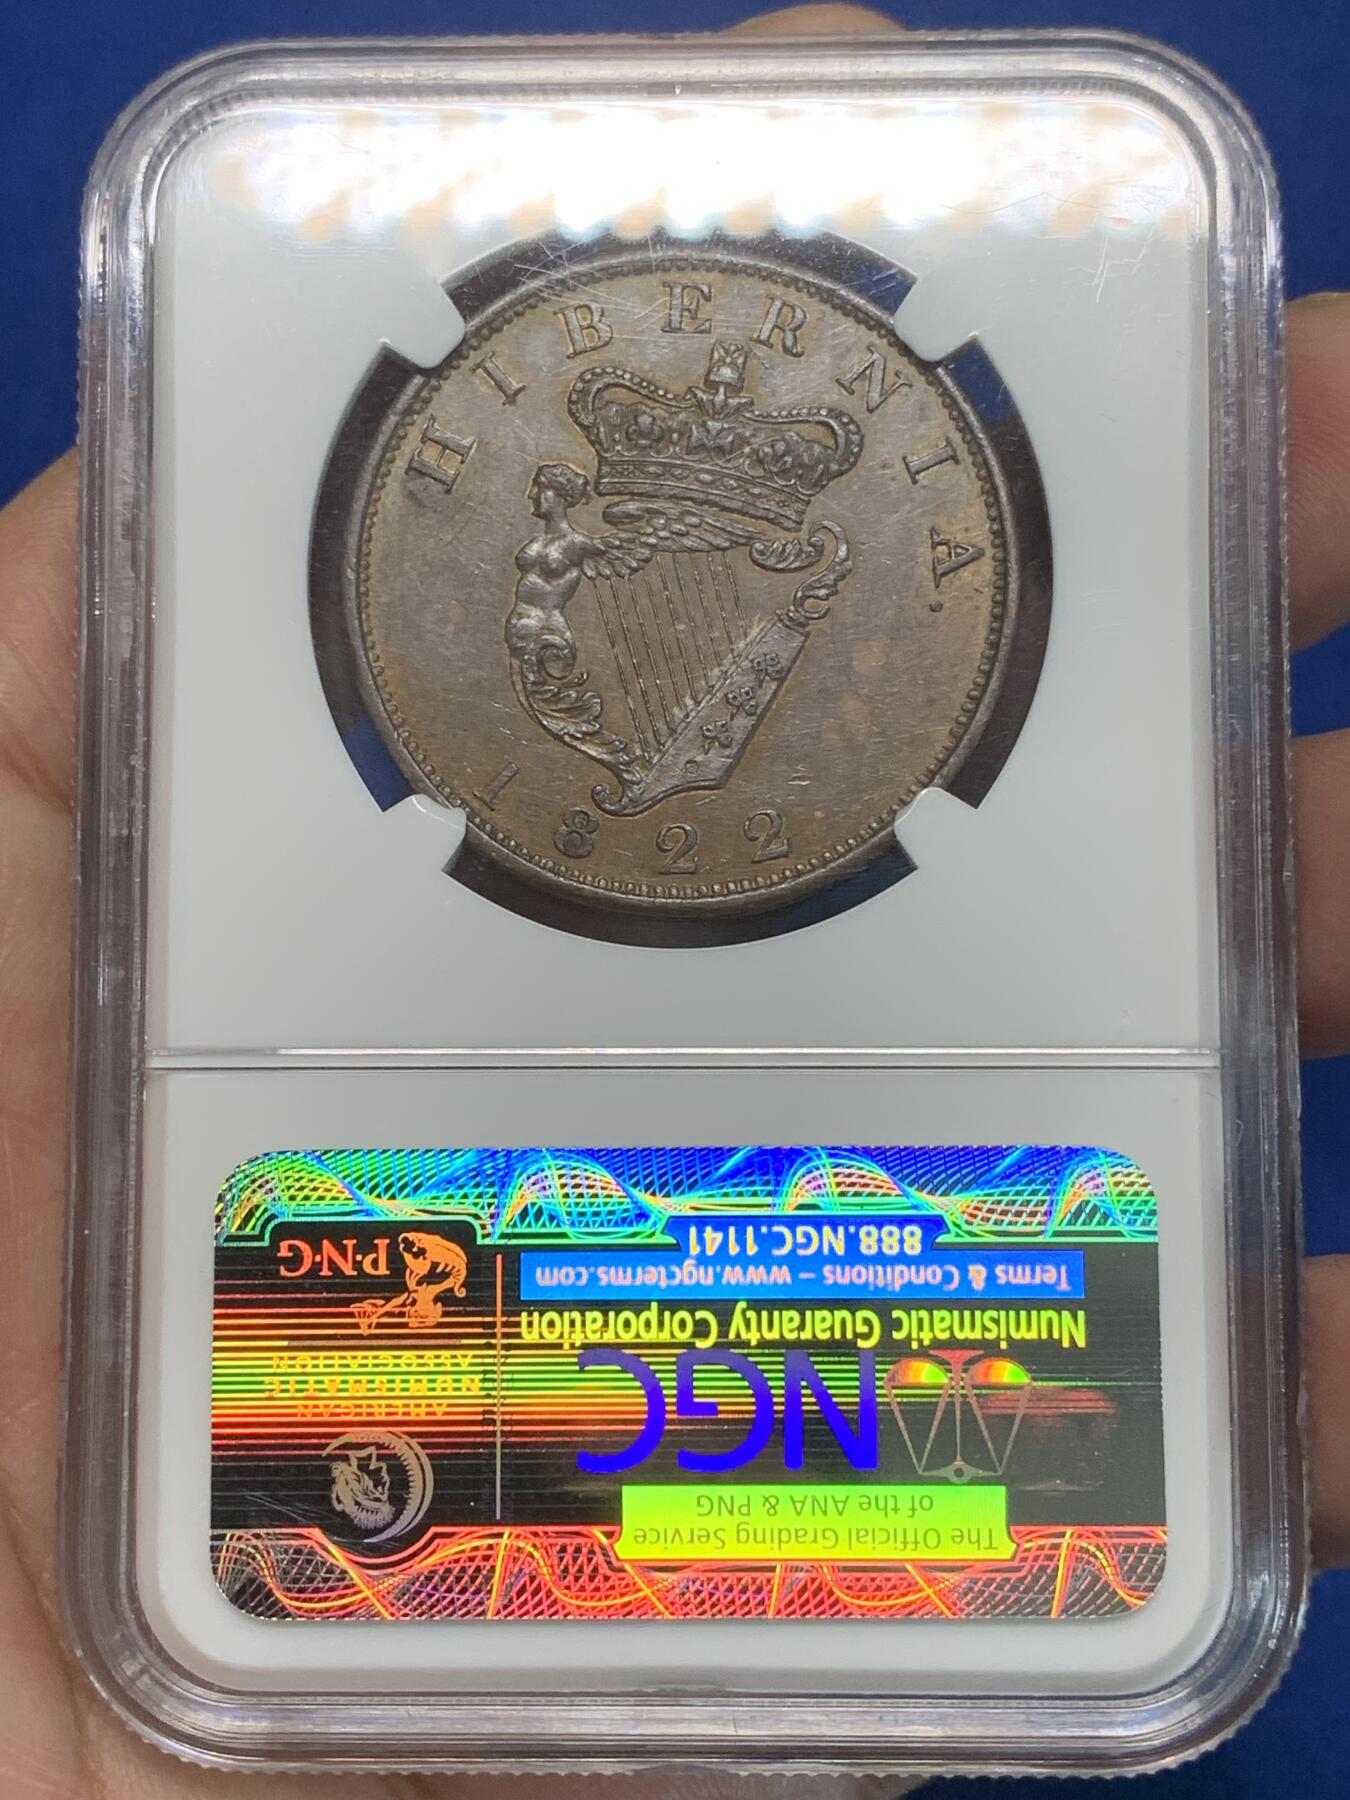 HIBERNIA.
1822
The Official Grading Service
of the ANA & PNG
NGC
Numismatic Guaranty Corporation
Terms & Conditions – www.ngcterms.com
888.NGC.1141
AMERICAN
NUMISMATIC
ASSOCIATION
P·N·G